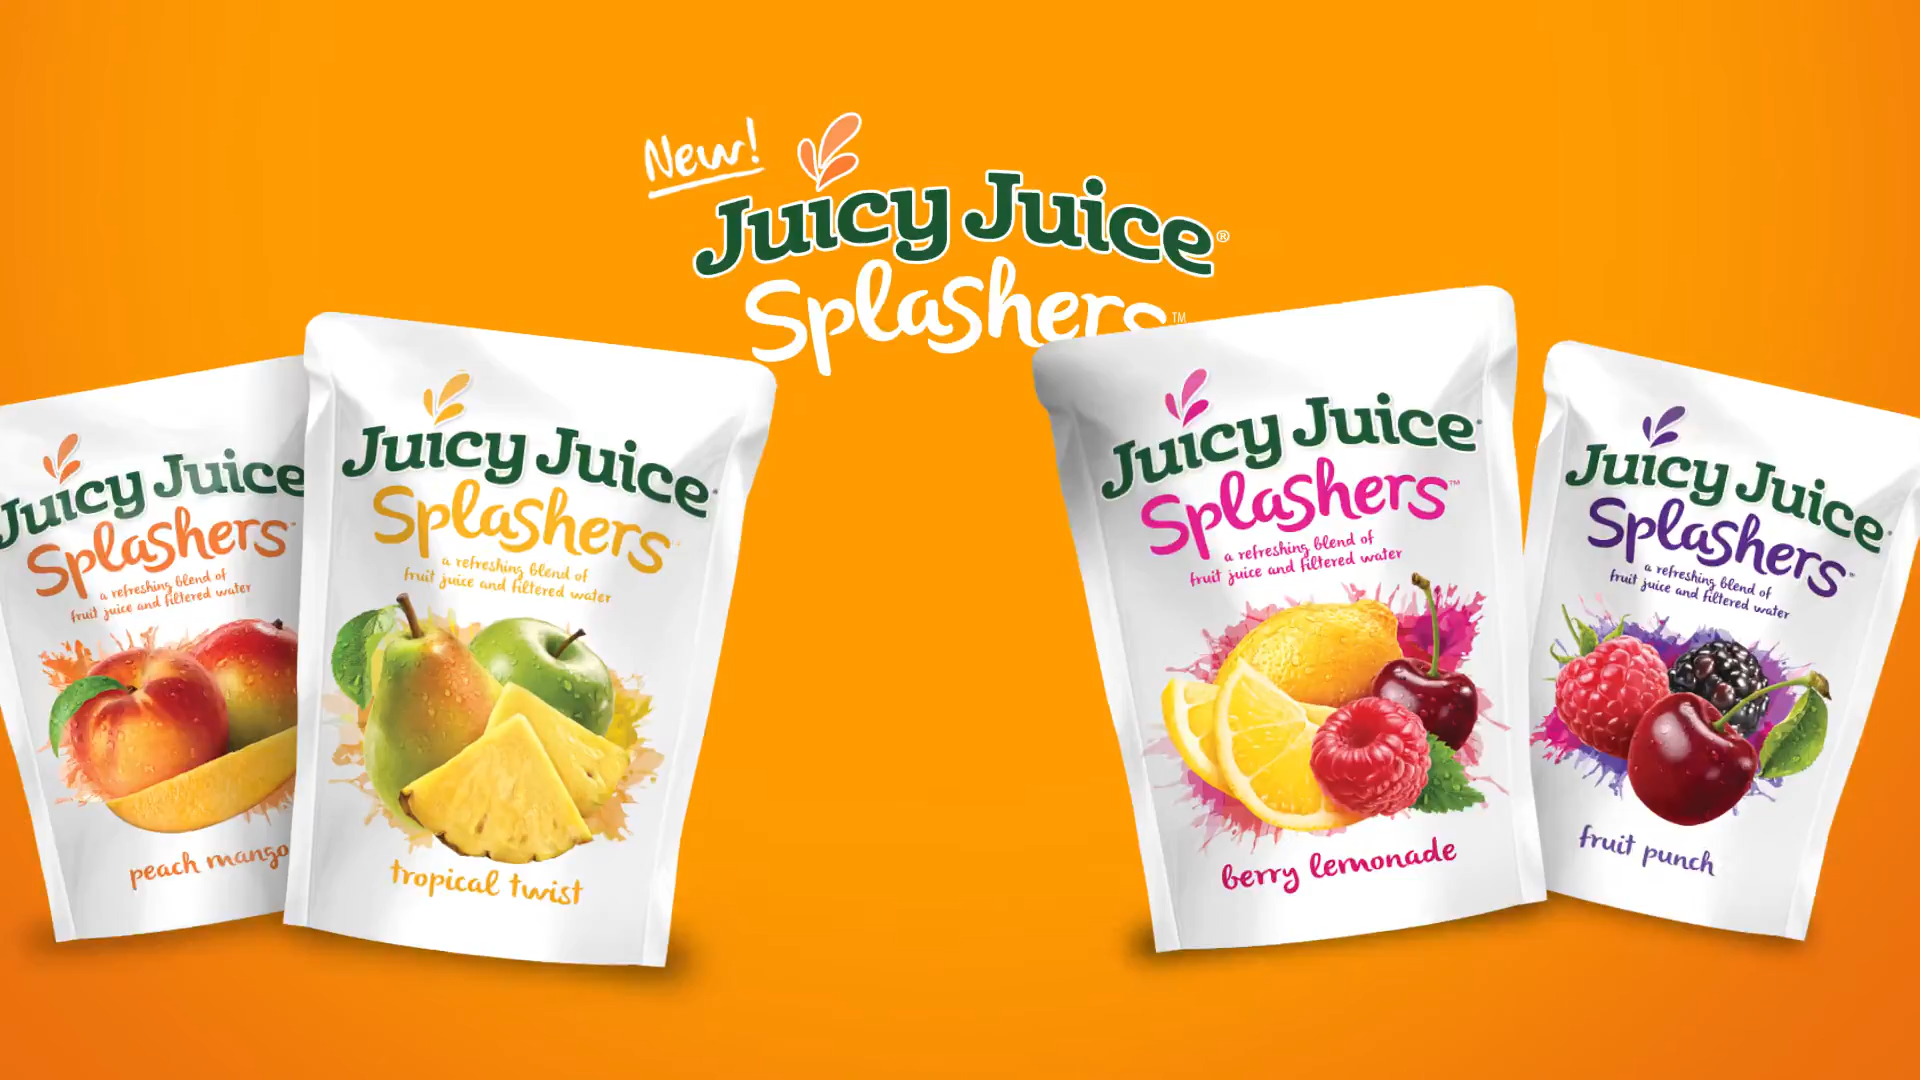 New!
Juicy Juice®
Splashers™
Juicy Juice
Splashers™
a refreshing blend of
fruit juice and filtered water
peach mango
Juicy Juice
Splashers™
a refreshing blend of
fruit juice and filtered water
tropical twist
Juicy Juice
Splashers™
a refreshing blend of
fruit juice and filtered water
berry lemonade
Juicy Juice
Splashers™
a refreshing blend of
fruit juice and filtered water
fruit punch